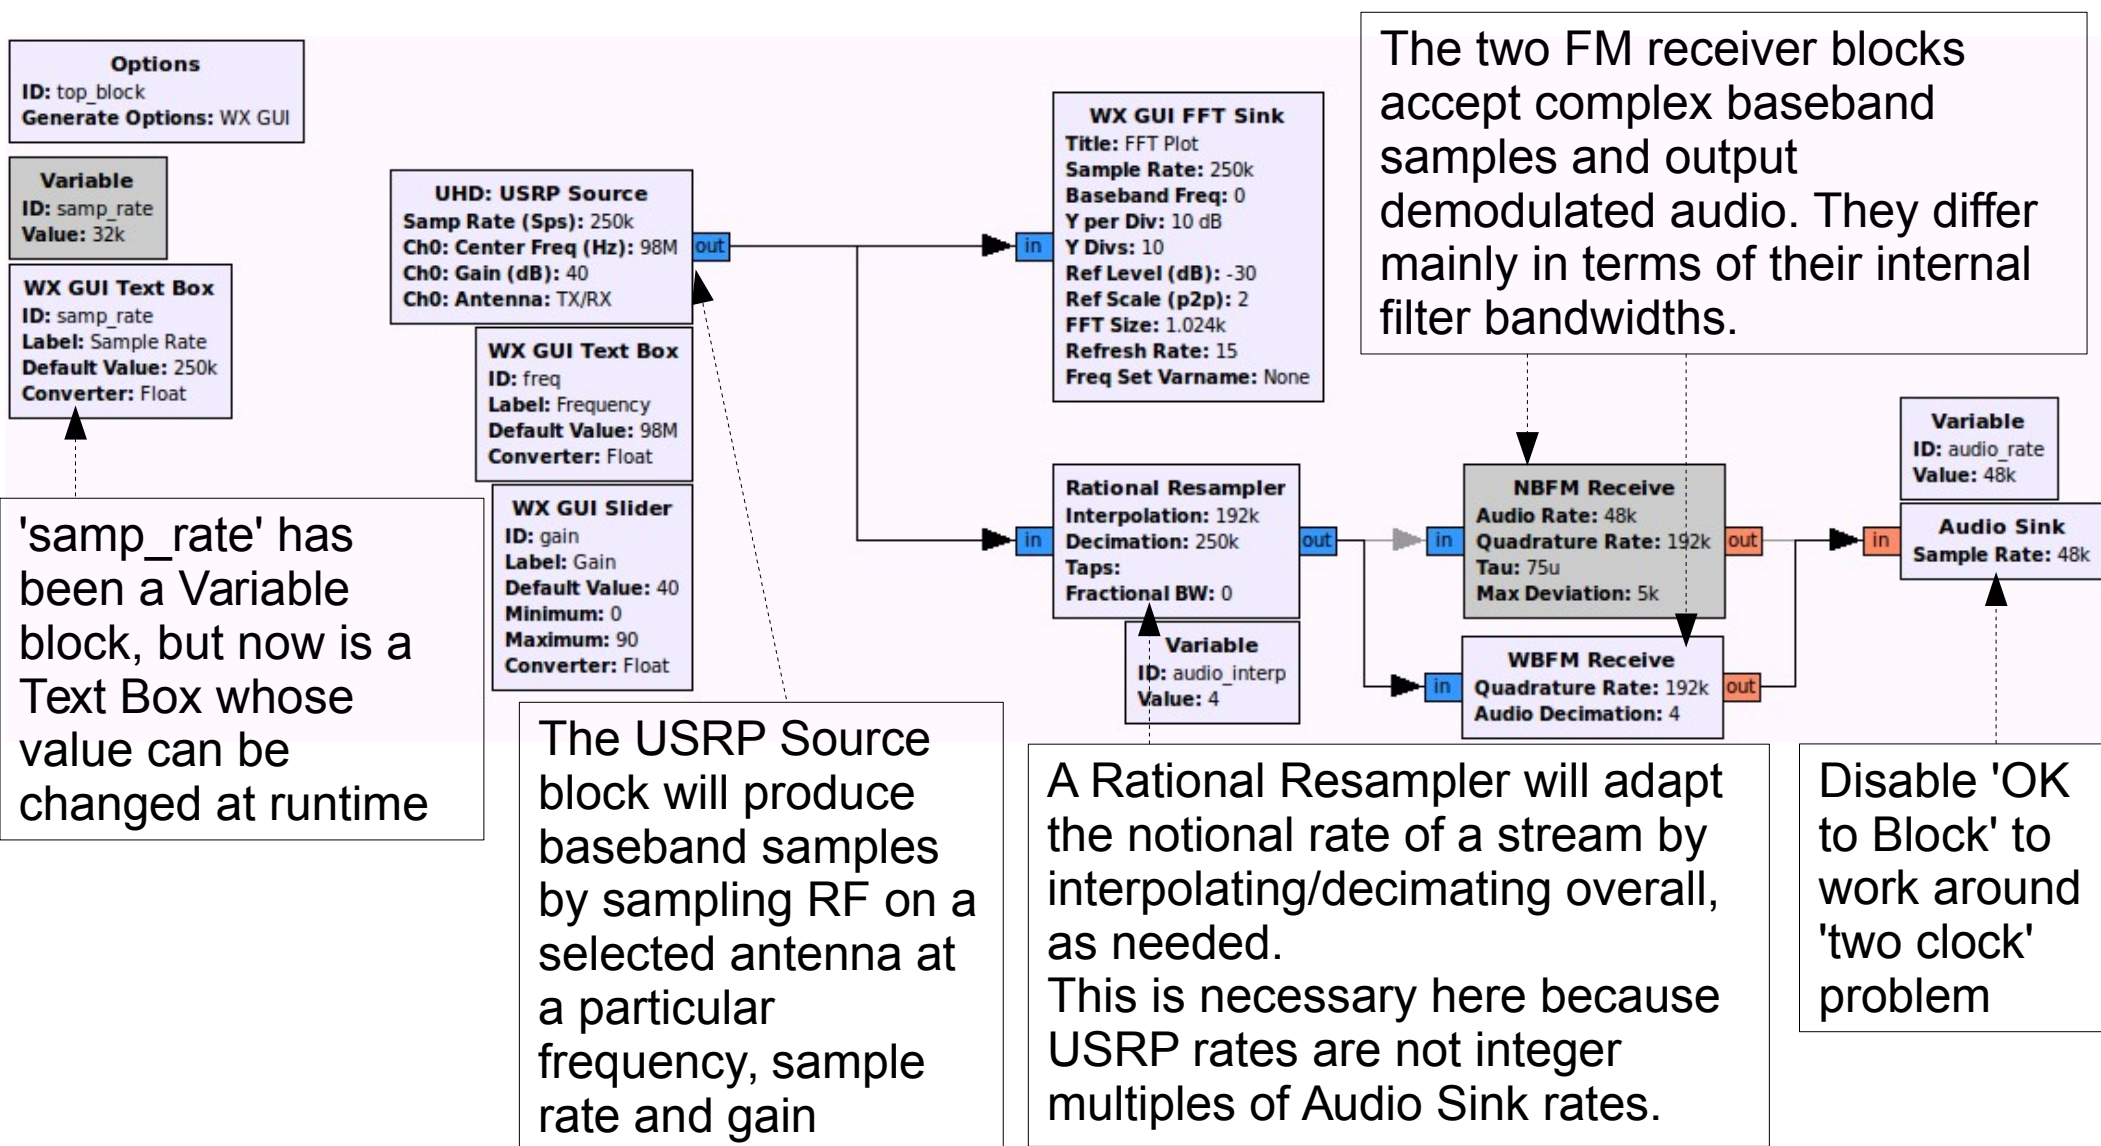 Options
ID: top_block
Generate Options: WX GUI
Variable
ID: samp_rate
Value: 32k
WX GUI Text Box
ID: samp_rate
Label: Sample Rate
Default Value: 250k
Converter: Float
'samp_rate' has
been a Variable
block, but now is a
Text Box whose
value can be
changed at runtime
UHD: USRP Source
Samp Rate (Sps): 250k
Ch0: Center Freq (Hz): 98M
Ch0: Gain (dB): 40
Ch0: Antenna: TX/RX
out
WX GUI Text Box
ID: freq
Label: Frequency
Default Value: 98M
Converter: Float
WX GUI Slider
ID: gain
Label: Gain
Default Value: 40
Minimum: 0
Maximum: 90
Converter: Float
The USRP Source
block will produce
baseband samples
by sampling RF on a
selected antenna at
a particular
frequency, sample
rate and gain
in
WX GUI FFT Sink
Title: FFT Plot
Sample Rate: 250k
Baseband Freq: 0
Y per Div: 10 dB
Y Divs: 10
Ref Level (dB): -30
Ref Scale (p2p): 2
FFT Size: 1.024k
Refresh Rate: 15
Freq Set Varname: None
in
Rational Resampler
Interpolation: 192k
Decimation: 250k
Taps:
Fractional BW: 0
out
Variable
ID: audio_interp
Value: 4
A Rational Resampler will adapt
the notional rate of a stream by
interpolating/decimating overall,
as needed.
This is necessary here because
USRP rates are not integer
multiples of Audio Sink rates.
The two FM receiver blocks
accept complex baseband
samples and output
demodulated audio. They differ
mainly in terms of their internal
filter bandwidths.
in
NBFM Receive
Audio Rate: 48k
Quadrature Rate: 192k
Tau: 75u
Max Deviation: 5k
out
in
WBFM Receive
Quadrature Rate: 192k
Audio Decimation: 4
out
Variable
ID: audio_rate
Value: 48k
in
Audio Sink
Sample Rate: 48k
Disable 'OK
to Block' to
work around
'two clock'
problem